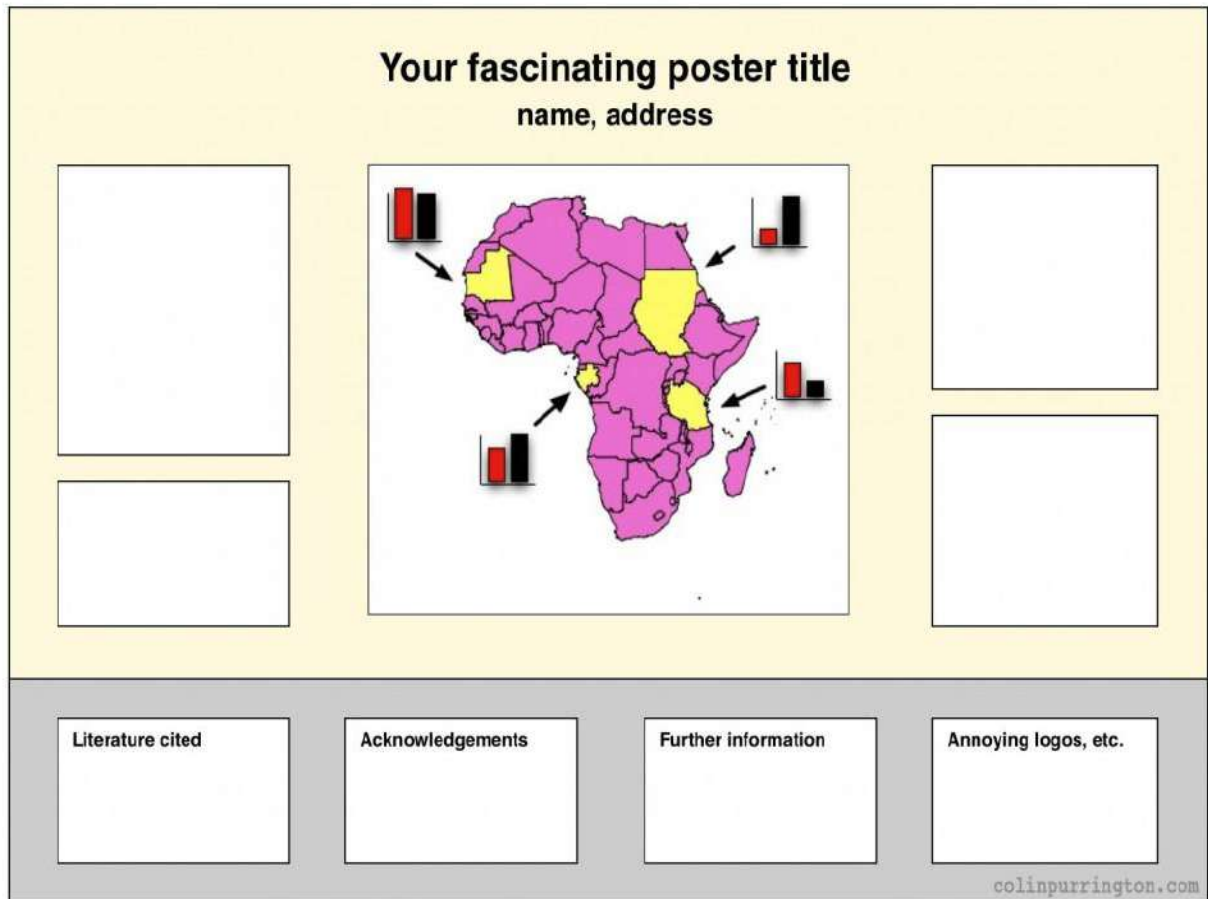 Your fascinating poster title
name, address
Literature cited
Acknowledgements
Further information
Annoying logos, etc.
colinpurrington.com